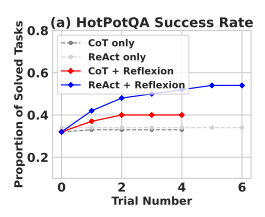 (a) HotPotQA Success Rate
Proportion of Solved Tasks
0.8
0.6
0.4
0.2
CoT only
ReAct only
CoT + Reflexion
ReAct + Reflexion
0 2 4 6
Trial Number